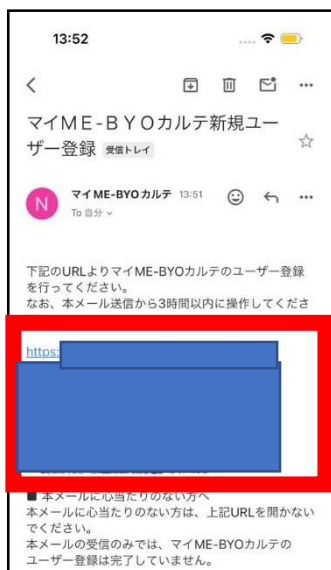 13:52
マイME-BYOカルテ新規ユー
ザー登録 受信トレイ
N
マイME-BYOカルテ 13:51
To 自分
下記のURLよりマイME-BYOカルテのユーザー登録
を行ってください。
なお、本メール送信から3時間以内に操作してくださ
https:
■ 本メールに心当たりのない方へ
本メールに心当たりのない方は、上記URLを開かない
でください。
本メールの受信のみでは、マイME-BYOカルテの
ユーザー登録は完了していません。